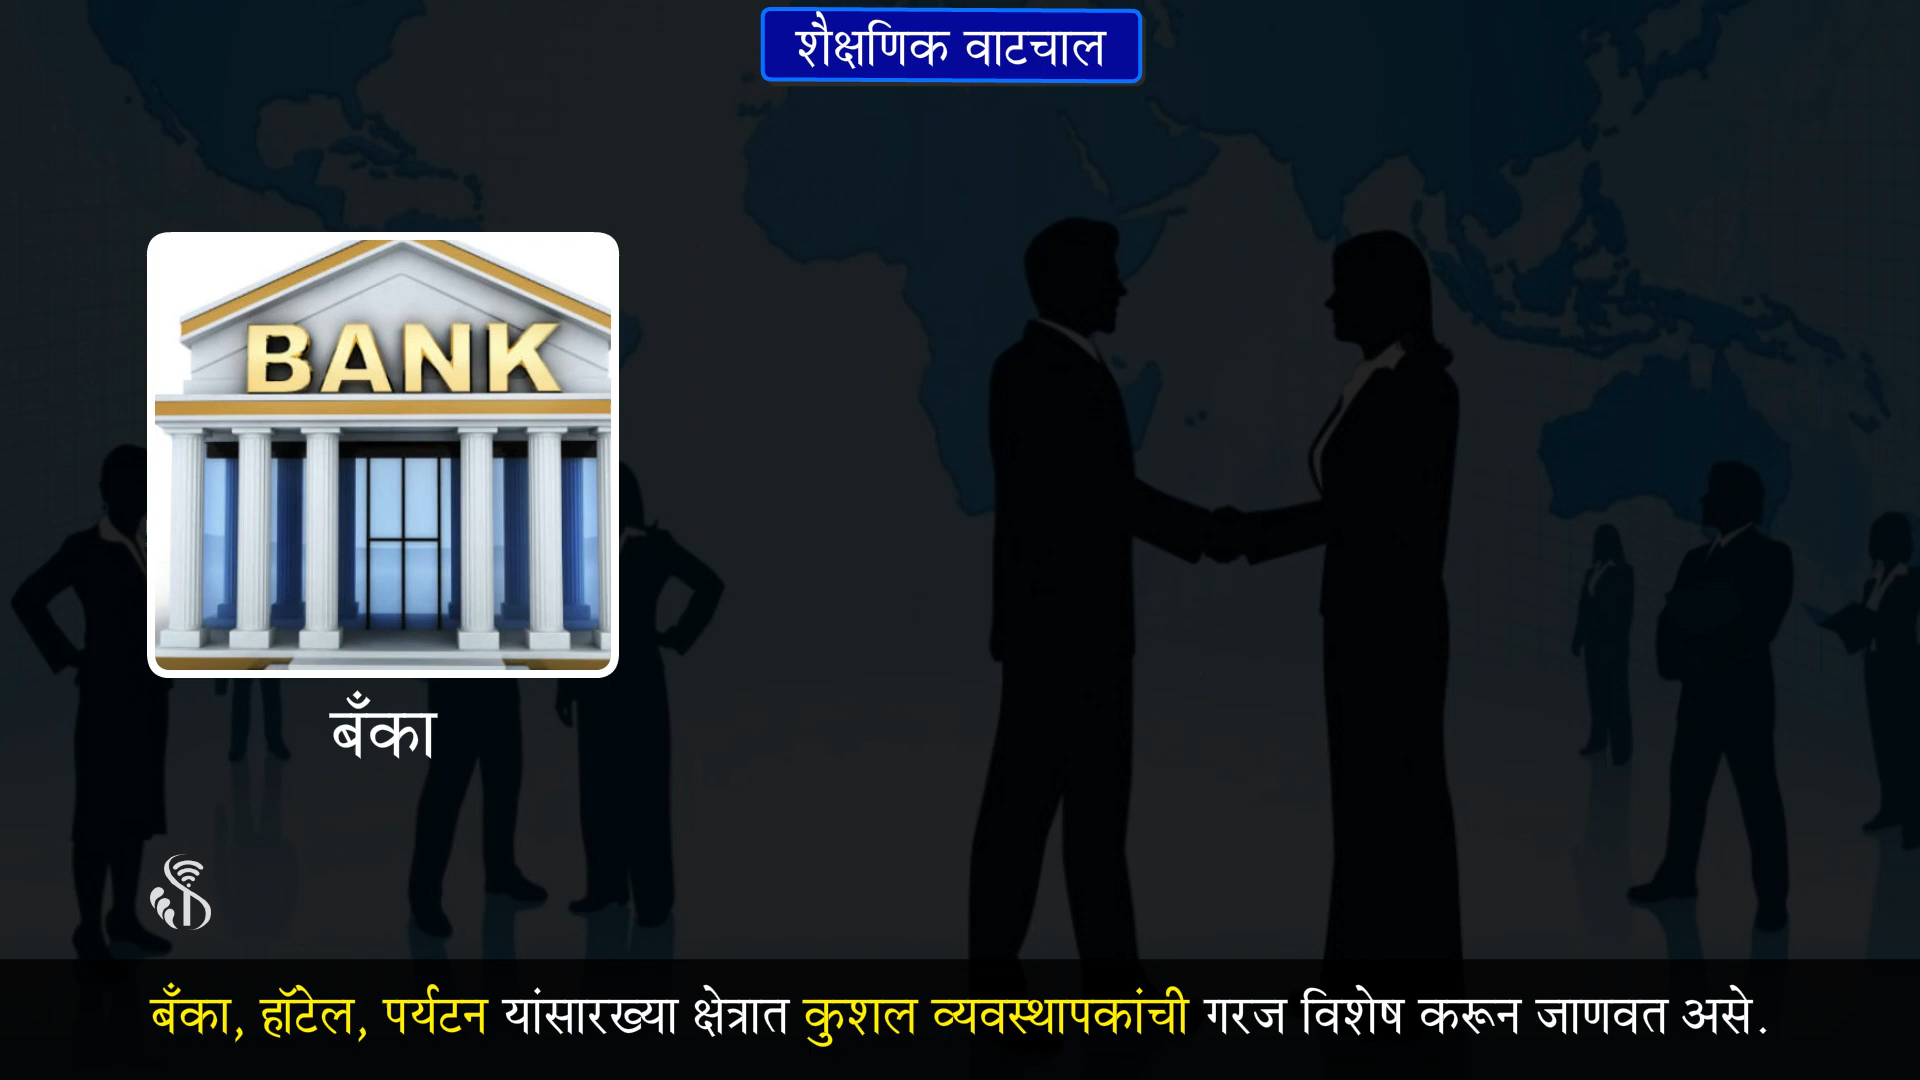 शैक्षणिक वाटचाल
BANK
बँका
बँका, हॉटेल, पर्यटन यांसारख्या क्षेत्रात कुशल व्यवस्थापकांची गरज विशेष करून जाणवत असे.